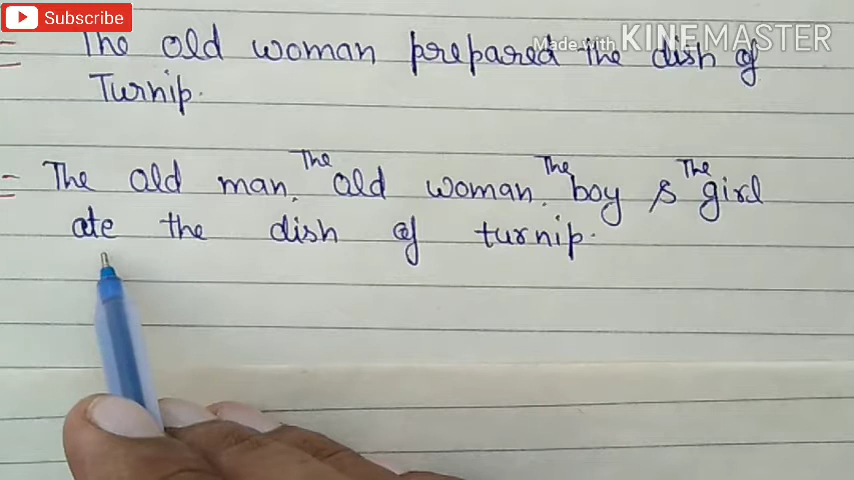 Subscribe
Made with KINEMASTER
= The old woman prepared the dish of
Turnip.
= The old man, The old woman, The boy & The girl
ate the dish of turnip.